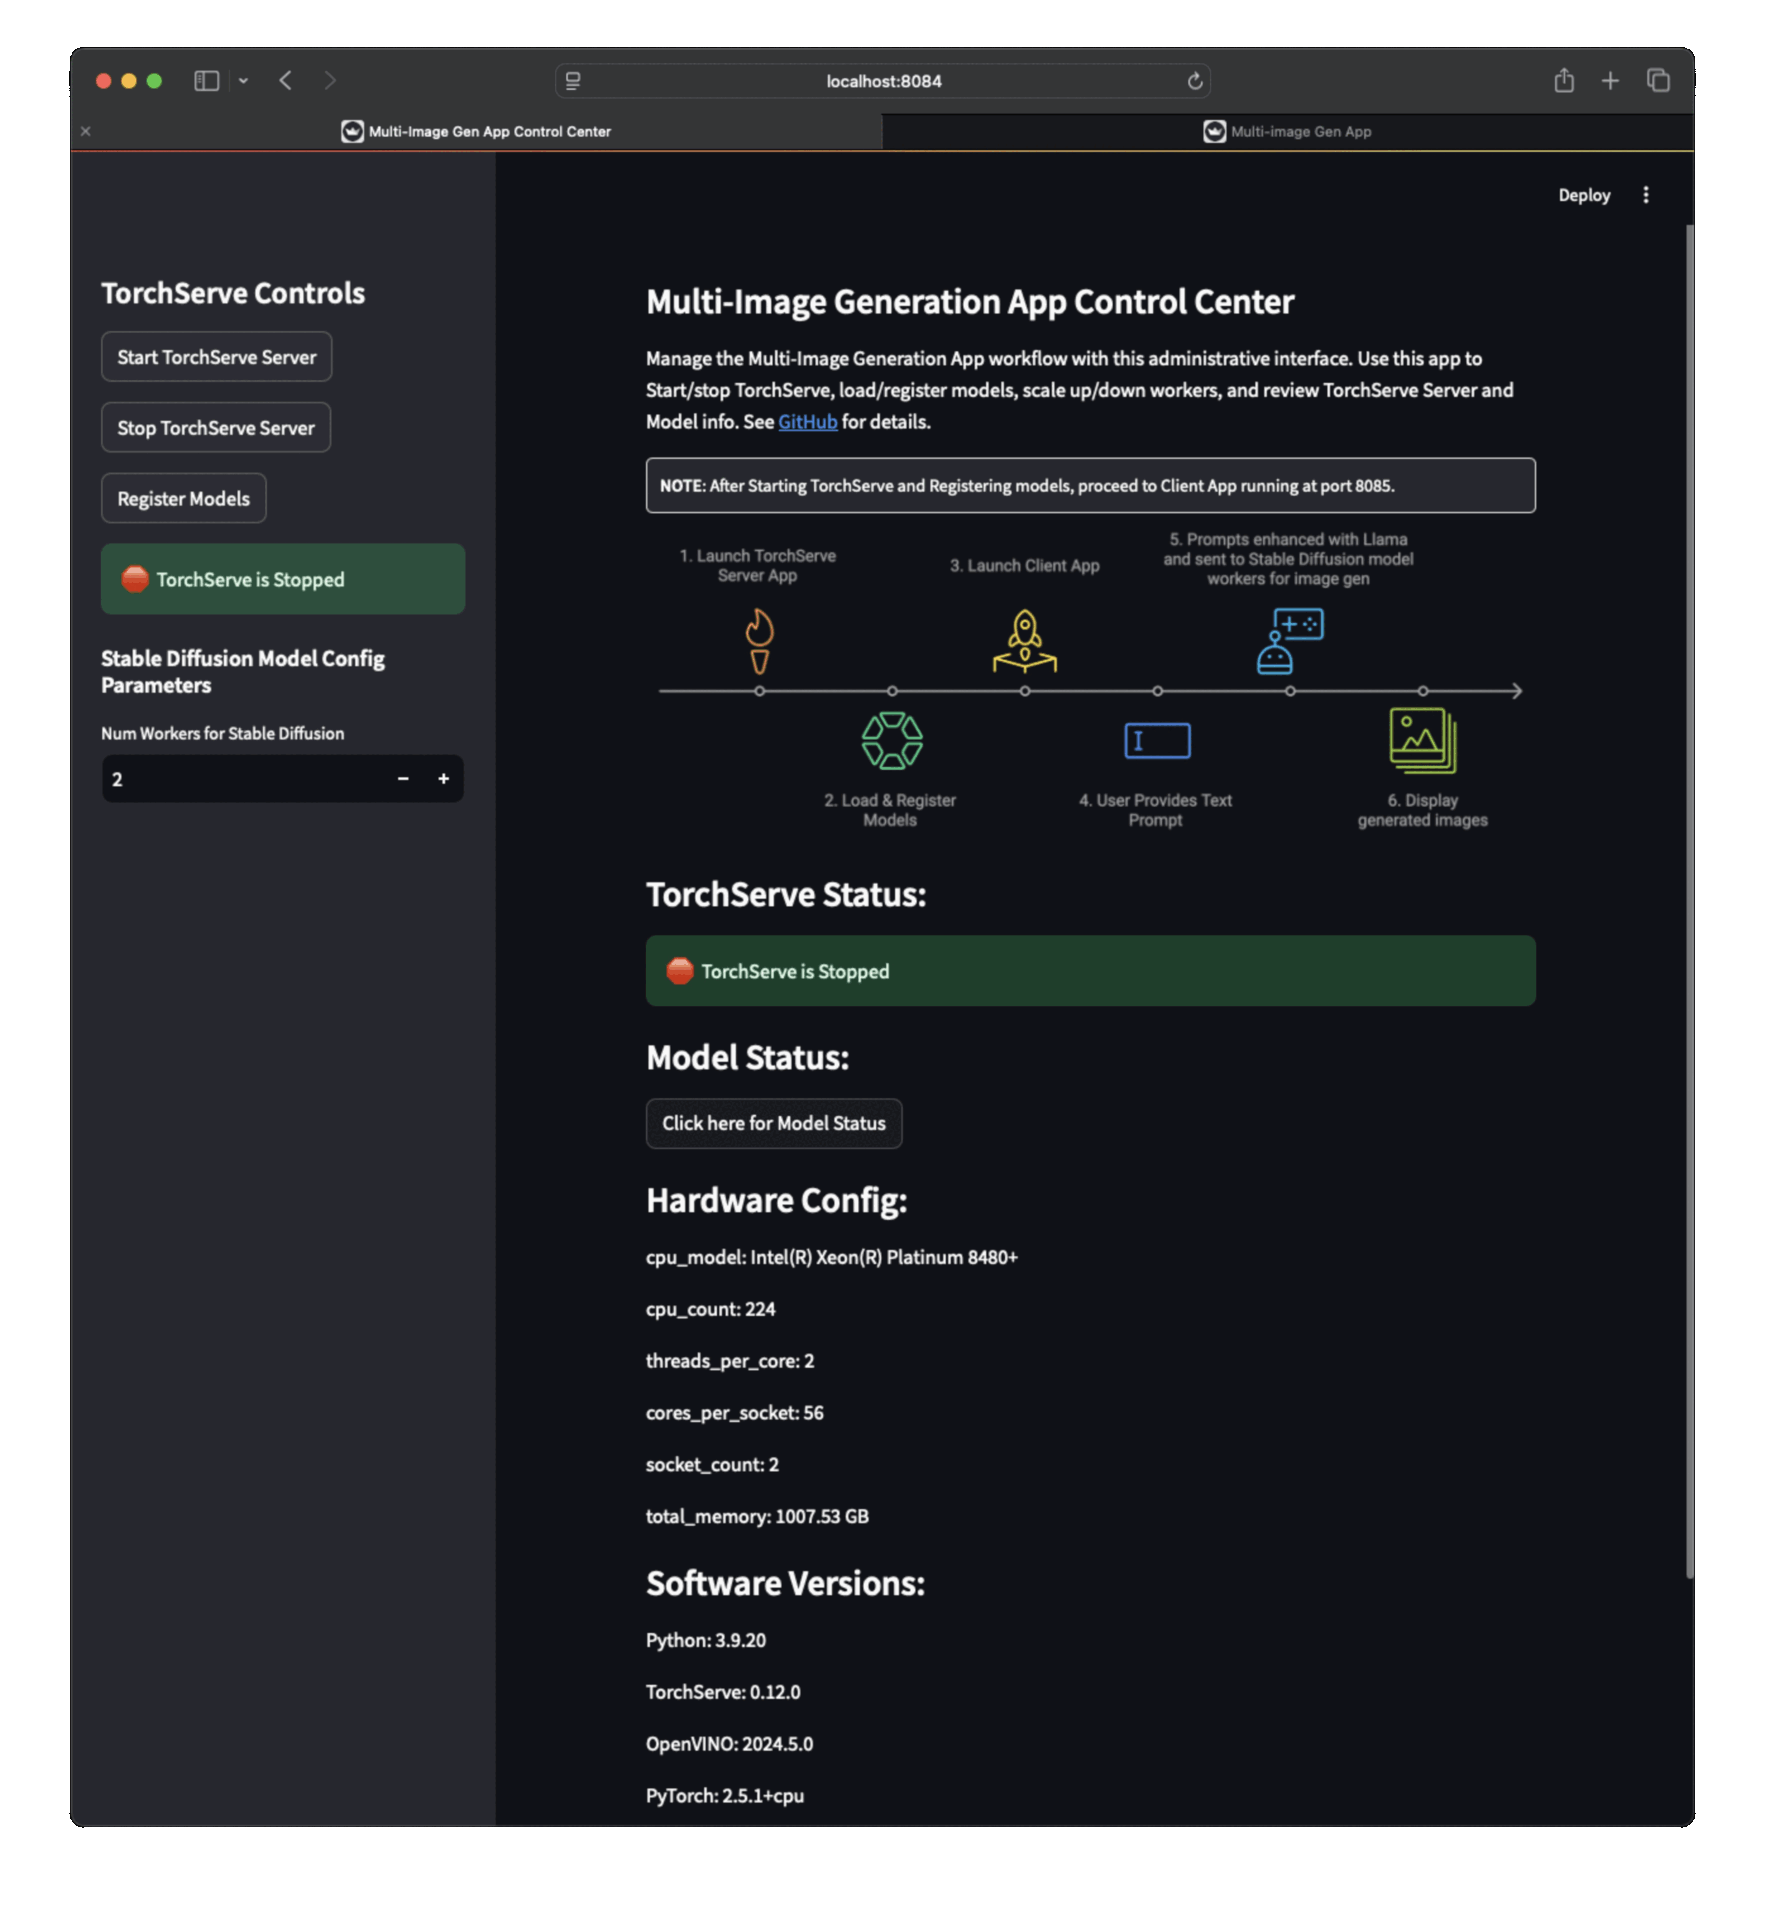 localhost:8084
Multi-Image Gen App Control Center
Multi-image Gen App
Deploy
TorchServe Controls
Start TorchServe Server
Stop TorchServe Server
Register Models
TorchServe is Stopped
Stable Diffusion Model Config
Parameters
Num Workers for Stable Diffusion
2
Multi-Image Generation App Control Center
Manage the Multi-Image Generation App workflow with this administrative interface. Use this app to
Start/stop TorchServe, load/register models, scale up/down workers, and review TorchServe Server and
Model info. See GitHub for details.
NOTE: After Starting TorchServe and Registering models, proceed to Client App running at port 8085.
1. Launch TorchServe
Server App
3. Launch Client App
5. Prompts enhanced with Llama
and sent to Stable Diffusion model
workers for image gen
2. Load & Register
Models
4. User Provides Text
Prompt
6. Display
generated images
TorchServe Status:
TorchServe is Stopped
Model Status:
Click here for Model Status
Hardware Config:
cpu_model: Intel(R) Xeon(R) Platinum 8480+
cpu_count: 224
threads_per_core: 2
cores_per_socket: 56
socket_count: 2
total_memory: 1007.53 GB
Software Versions:
Python: 3.9.20
TorchServe: 0.12.0
OpenVINO: 2024.5.0
PyTorch: 2.5.1+cpu